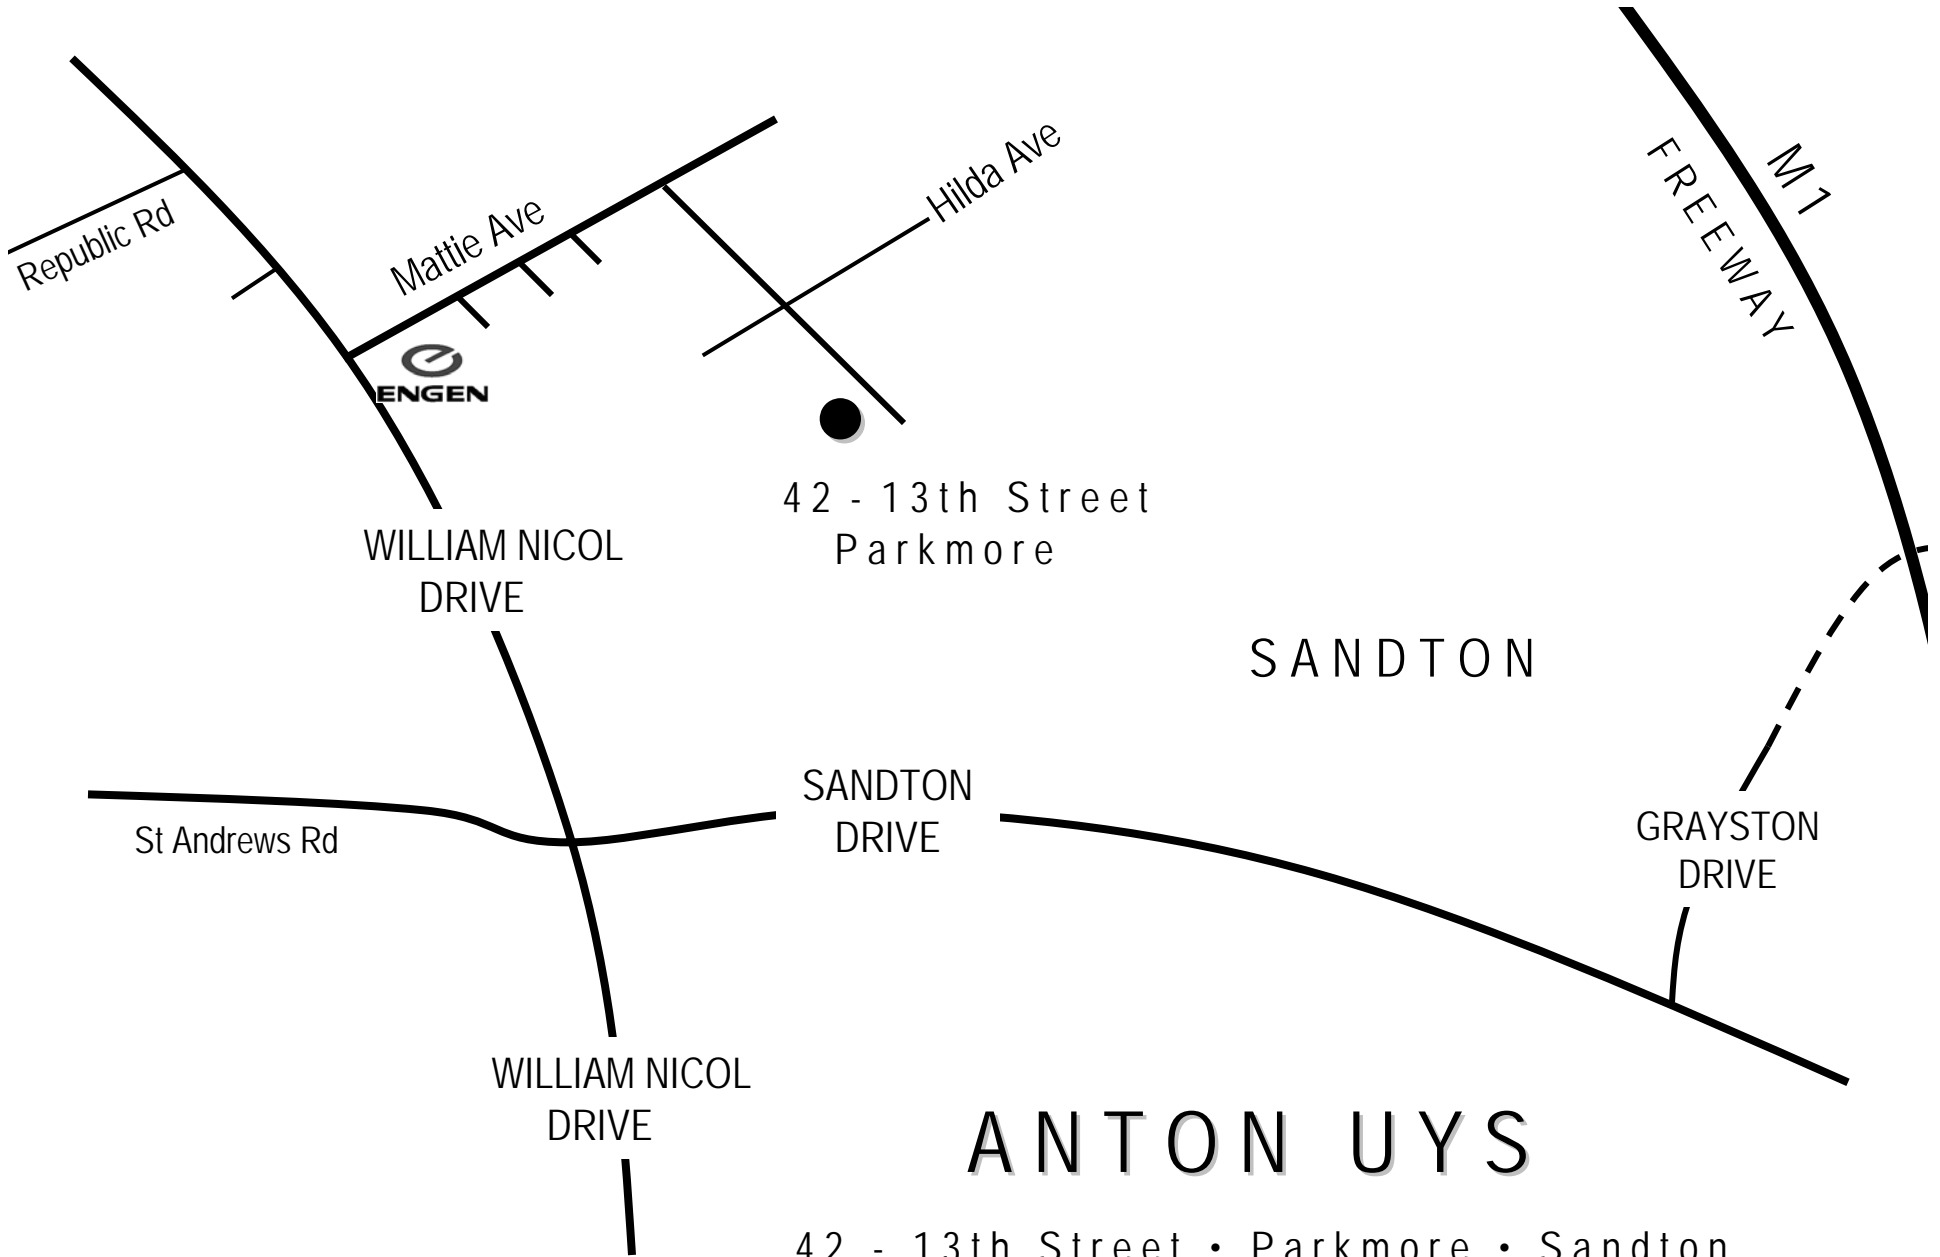 M1
FREEWAY
Hilda Ave
Mattie Ave
Republic Rd
ENGEN
42 - 13th Street
Parkmore
WILLIAM NICOL
DRIVE
SANDTON
SANDTON
DRIVE
GRAYSTON
DRIVE
St Andrews Rd
WILLIAM NICOL
DRIVE
ANTON UYS
42 - 13th Street • Parkmore • Sandton